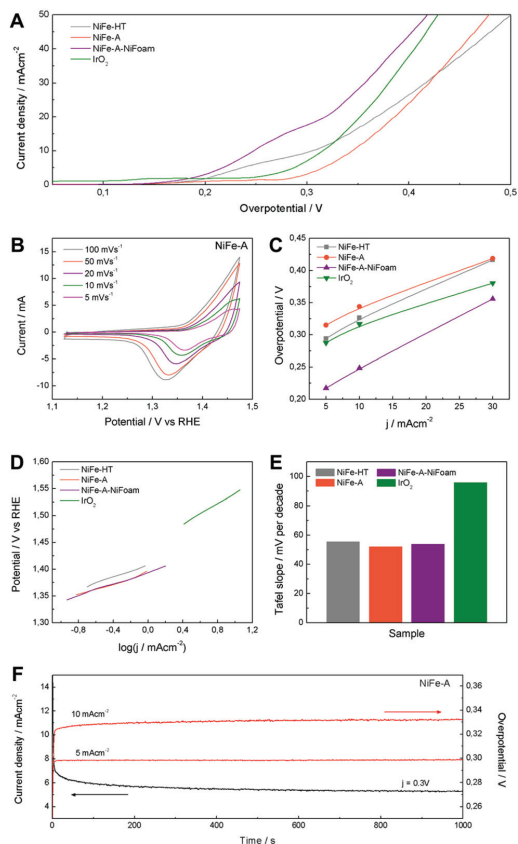 A
NiFe-HT
NiFe-A
NiFe-A-NiFoam
IrO₂
Current density / mAcm⁻²
50
40
30
20
10
0
0,1
0,2
0,3
0,4
0,5
Overpotential / V
B
NiFe-A
100 mVs⁻¹
50 mVs⁻¹
20 mVs⁻¹
10 mVs⁻¹
5 mVs⁻¹
Current / mA
15
10
5
0
-5
-10
1,1
1,2
1,3
1,4
1,5
Potential / V vs RHE
C
NiFe-HT
NiFe-A
NiFe-A-NiFoam
IrO₂
Overpotential / V
0,45
0,40
0,35
0,30
0,25
0,20
5
10
15
20
25
30
j / mAcm⁻²
D
NiFe-HT
NiFe-A
NiFe-A-NiFoam
IrO₂
Potential / V vs RHE
1,60
1,55
1,50
1,45
1,40
1,35
1,30
-0,8
-0,4
0,0
0,4
0,8
1,2
log(j / mAcm⁻²)
E
NiFe-HT
NiFe-A
NiFe-A-NiFoam
IrO₂
Tafel slope / mV per decade
140
120
100
80
60
40
20
0
Sample
F
NiFe-A
Current density / mAcm⁻²
14
12
10
8
6
4
10 mAcm⁻²
5 mAcm⁻²
j = 0.3V
0,36
0,34
0,32
0,30
0,28
0,26
Overpotential / V
0
200
400
600
800
1000
Time / s